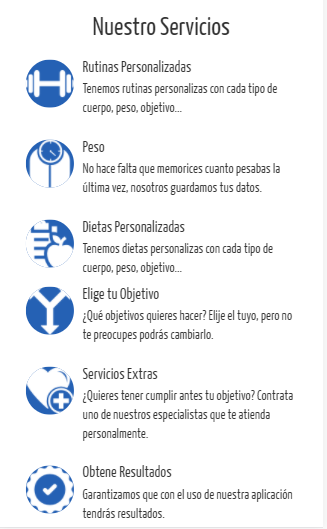 Nuestro Servicios
Rutinas Personalizadas
Tenemos rutinas personalizas con cada tipo de
cuerpo, peso, objetivo...
Peso
No hace falta que memorices cuanto pesabas la
última vez, nosotros guardamos tus datos.
Dietas Personalizadas
Tenemos dietas personalizas con cada tipo de
cuerpo, peso, objetivo...
Elige tu Objetivo
¿Qué objetivos quieres hacer? Elije el tuyo, pero no
te preocupes podrás cambiarlo.
Servicios Extras
¿Quieres tener cumplir antes tu objetivo? Contrata
uno de nuestros especialistas que te atienda
personalmente.
Obtene Resultados
Garantizamos que con el uso de nuestra aplicación
tendrás resultados.